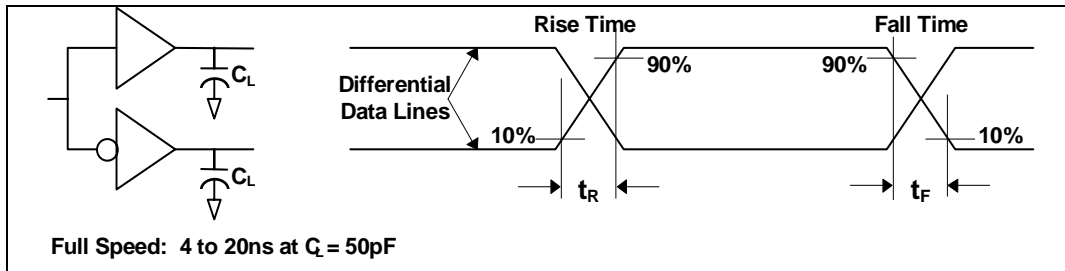 Rise Time
Fall Time
C_L
Differential
Data Lines
90%
90%
10%
10%
C_L
t_R
t_F
Full Speed: 4 to 20ns at C_L = 50pF